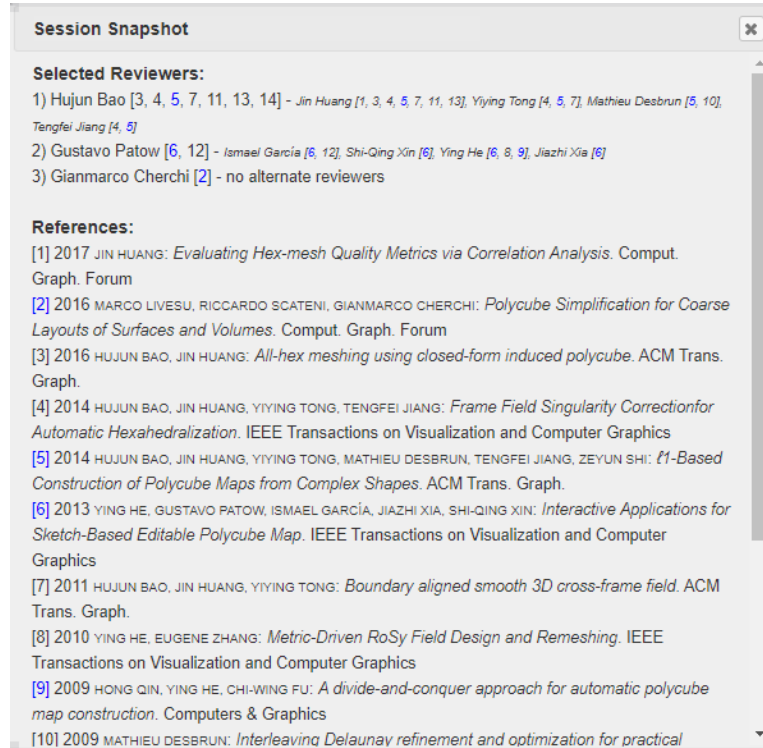 Session Snapshot
Selected Reviewers:
1) Hujun Bao [3, 4, 5, 7, 11, 13, 14] - Jin Huang [1, 3, 4, 5, 7, 11, 13], Yiying Tong [4, 5, 7], Mathieu Desbrun [5, 10],
Tengfei Jiang [4, 5]
2) Gustavo Patow [6, 12] - Ismael García [6, 12], Shi-Qing Xin [6], Ying He [6, 8, 9], Jiazhi Xia [6]
3) Gianmarco Cherchi [2] - no alternate reviewers
References:
[1] 2017 JIN HUANG: Evaluating Hex-mesh Quality Metrics via Correlation Analysis. Comput.
Graph. Forum
[2] 2016 MARCO LIVESU, RICCARDO SCATENI, GIANMARCO CHERCHI: Polycube Simplification for Coarse
Layouts of Surfaces and Volumes. Comput. Graph. Forum
[3] 2016 HUJUN BAO, JIN HUANG: All-hex meshing using closed-form induced polycube. ACM Trans.
Graph.
[4] 2014 HUJUN BAO, JIN HUANG, YIYING TONG, TENGFEI JIANG: Frame Field Singularity Correctionfor
Automatic Hexahedralization. IEEE Transactions on Visualization and Computer Graphics
[5] 2014 HUJUN BAO, JIN HUANG, YIYING TONG, MATHIEU DESBRUN, TENGFEI JIANG, ZEYUN SHI: ℓ1-Based
Construction of Polycube Maps from Complex Shapes. ACM Trans. Graph.
[6] 2013 YING HE, GUSTAVO PATOW, ISMAEL GARCÍA, JIAZHI XIA, SHI-QING XIN: Interactive Applications for
Sketch-Based Editable Polycube Map. IEEE Transactions on Visualization and Computer
Graphics
[7] 2011 HUJUN BAO, JIN HUANG, YIYING TONG: Boundary aligned smooth 3D cross-frame field. ACM
Trans. Graph.
[8] 2010 YING HE, EUGENE ZHANG: Metric-Driven RoSy Field Design and Remeshing. IEEE
Transactions on Visualization and Computer Graphics
[9] 2009 HONG QIN, YING HE, CHI-WING FU: A divide-and-conquer approach for automatic polycube
map construction. Computers & Graphics
[10] 2009 MATHIEU DESBRUN: Interleaving Delaunay refinement and optimization for practical